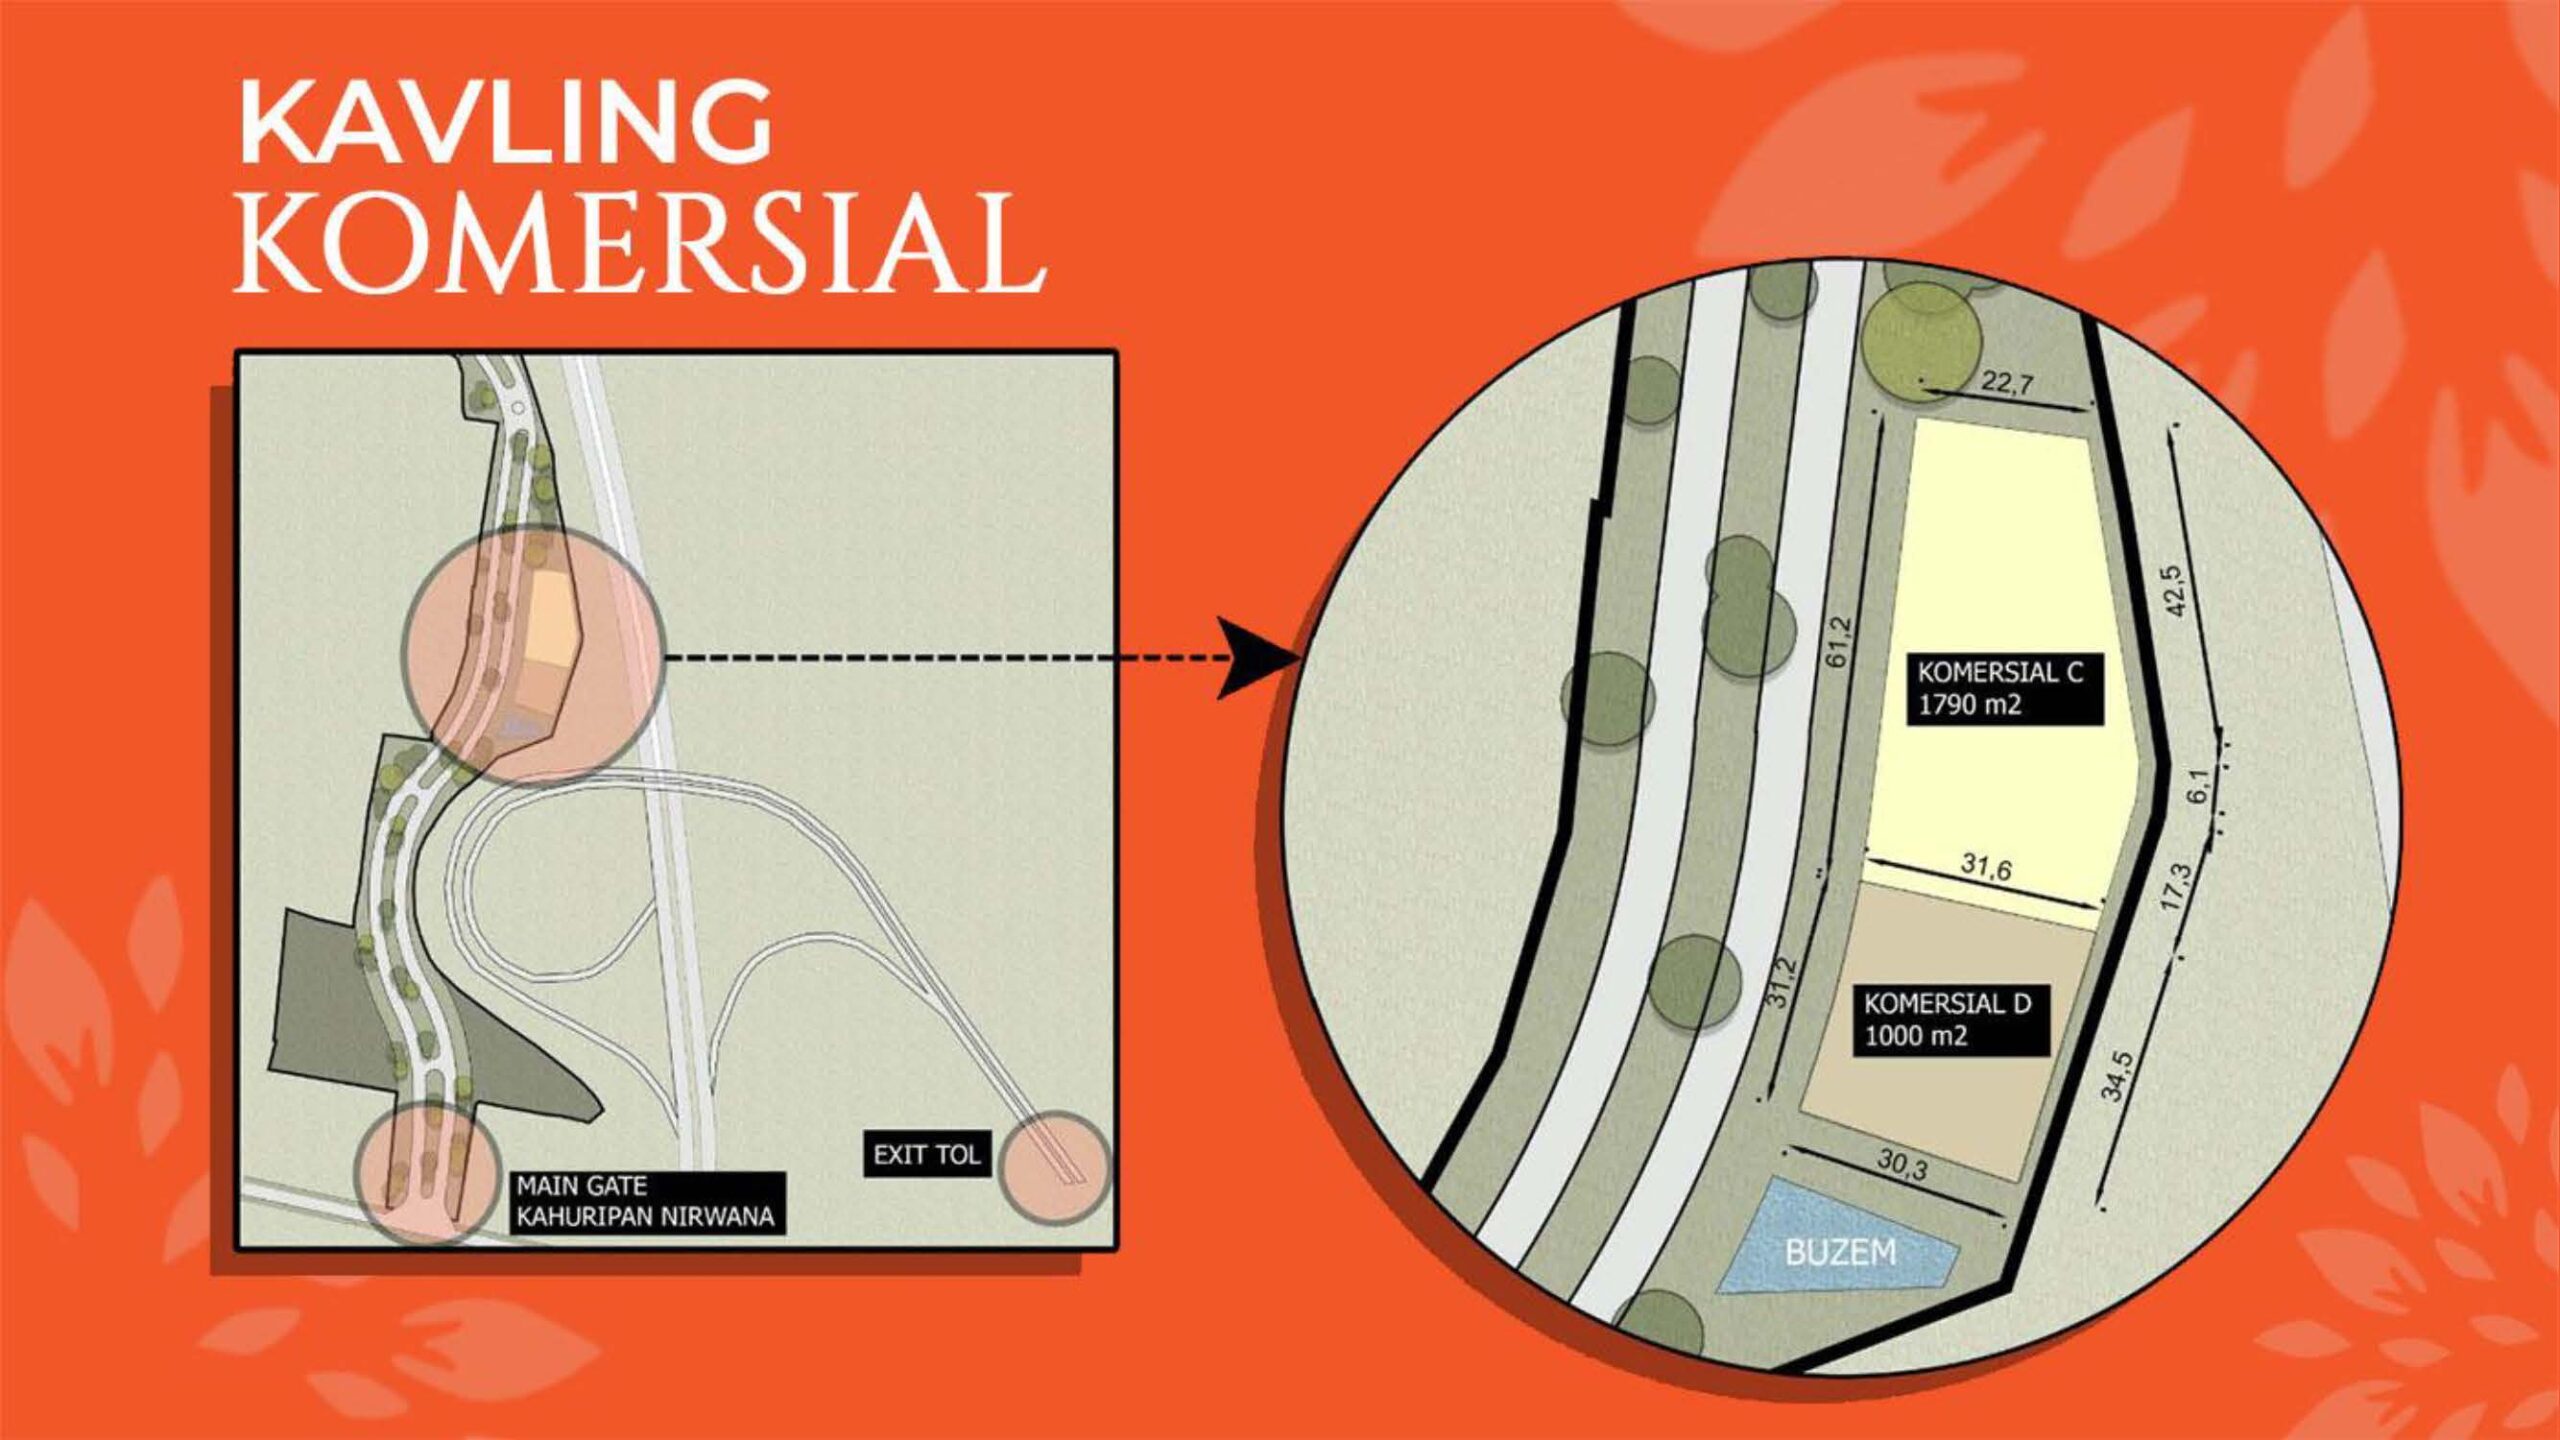 KAVLING
KOMERSIAL
MAIN GATE
KAHURIPAN NIRWANA
EXIT TOL
22,7
42,5
61,2
KOMERSIAL C
1790 m2
6,1
31,6
17,3
31,2
KOMERSIAL D
1000 m2
34,5
30,3
BUZEM